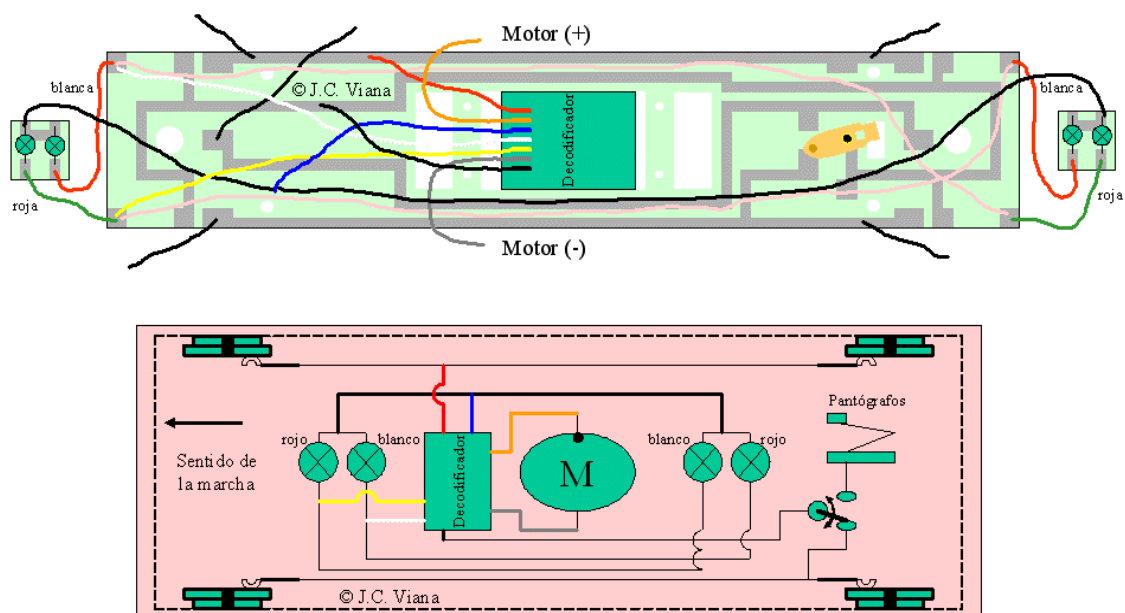 Motor (+)
© J.C. Viana
blanca
blanca
Decodificador
roja
roja
Motor (-)
Pantógrafos
rojo
blanco
blanco
rojo
Sentido de
la marcha
Decodificador
M
© J.C. Viana